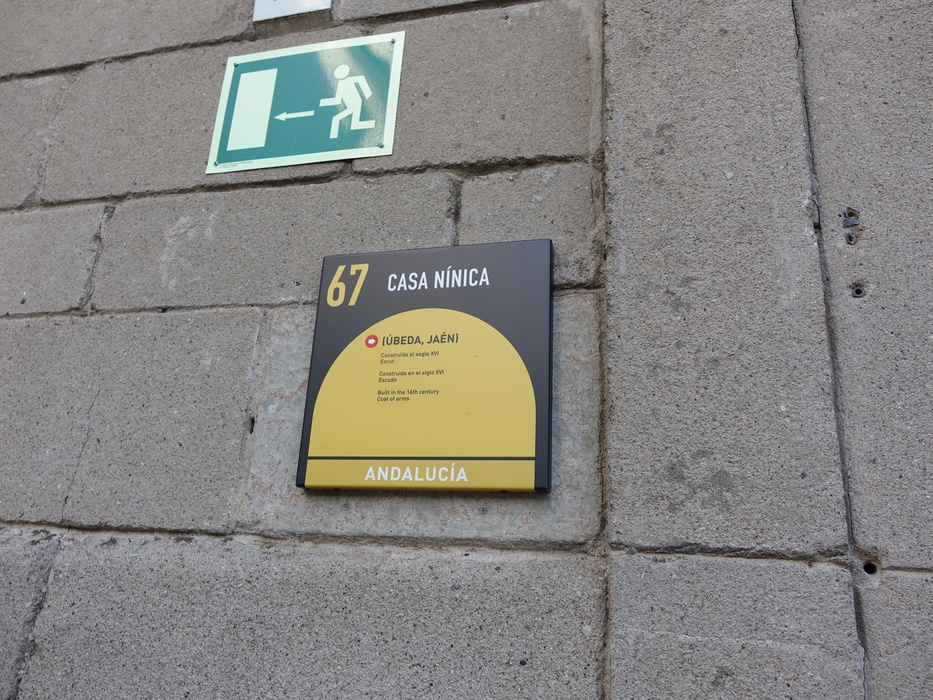 67 CASA NÍNICA
(ÚBEDA, JAÉN)
Construïda al segle XVI
Escut
Construida en el siglo XVI
Escudo
Built in the 16th century
Coat of arms
ANDALUCÍA